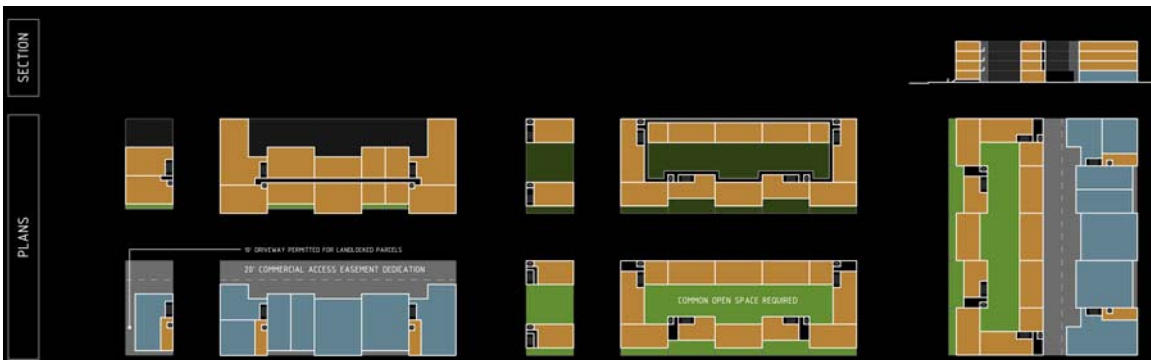 SECTION
PLANS
10' DRIVEWAY PERMITTED FOR LANDLOCKED PARCELS
20' COMMERCIAL ACCESS EASEMENT DEDICATION
COMMON OPEN SPACE REQUIRED